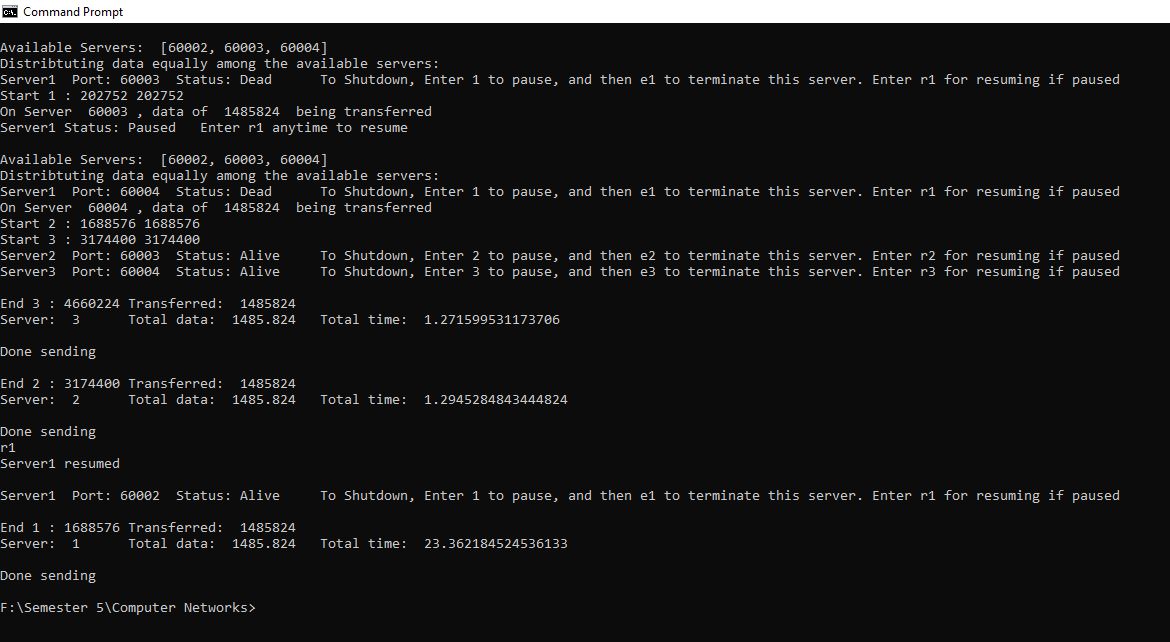 Command Prompt
Available Servers:  [60002, 60003, 60004]
Distribtuting data equally among the available servers:
Server1  Port: 60003  Status: Dead     To Shutdown, Enter 1 to pause, and then e1 to terminate this server. Enter r1 for resuming if paused
Start 1 : 202752 202752
On Server  60003 , data of  1485824  being transferred
Server1 Status: Paused   Enter r1 anytime to resume
Available Servers:  [60002, 60003, 60004]
Distribtuting data equally among the available servers:
Server1  Port: 60004  Status: Dead     To Shutdown, Enter 1 to pause, and then e1 to terminate this server. Enter r1 for resuming if paused
On Server  60004 , data of  1485824  being transferred
Start 2 : 1688576 1688576
Start 3 : 3174400 3174400
Server2  Port: 60003  Status: Alive     To Shutdown, Enter 2 to pause, and then e2 to terminate this server. Enter r2 for resuming if paused
Server3  Port: 60004  Status: Alive     To Shutdown, Enter 3 to pause, and then e3 to terminate this server. Enter r3 for resuming if paused
End 3 : 4660224 Transferred:  1485824
Server:  3      Total data:  1485.824   Total time:  1.271599531173706
Done sending
End 2 : 3174400 Transferred:  1485824
Server:  2      Total data:  1485.824   Total time:  1.2945284843444824
Done sending
r1
Server1 resumed
Server1  Port: 60002  Status: Alive     To Shutdown, Enter 1 to pause, and then e1 to terminate this server. Enter r1 for resuming if paused
End 1 : 1688576 Transferred:  1485824
Server:  1      Total data:  1485.824   Total time:  23.362184524536133
Done sending
F:\Semester 5\Computer Networks>